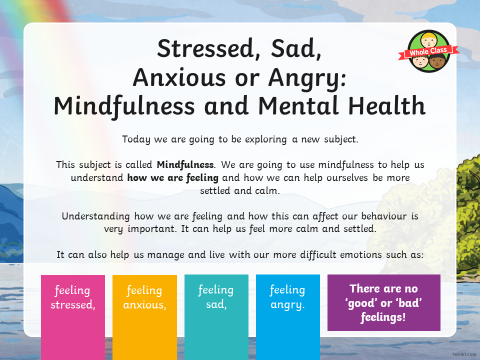 Stressed, Sad,
Anxious or Angry:
Mindfulness and Mental Health
Whole Class
Today we are going to be exploring a new subject.
This subject is called Mindfulness. We are going to use mindfulness to help us
understand how we are feeling and how we can help ourselves be more
settled and calm.
Understanding how we are feeling and how this can affect our behaviour is
very important. It can help us feel more calm and settled.
It can also help us manage and live with our more difficult emotions such as:
feeling
stressed,
feeling
anxious,
feeling
sad,
feeling
angry.
There are no
‘good’ or ‘bad’
feelings!